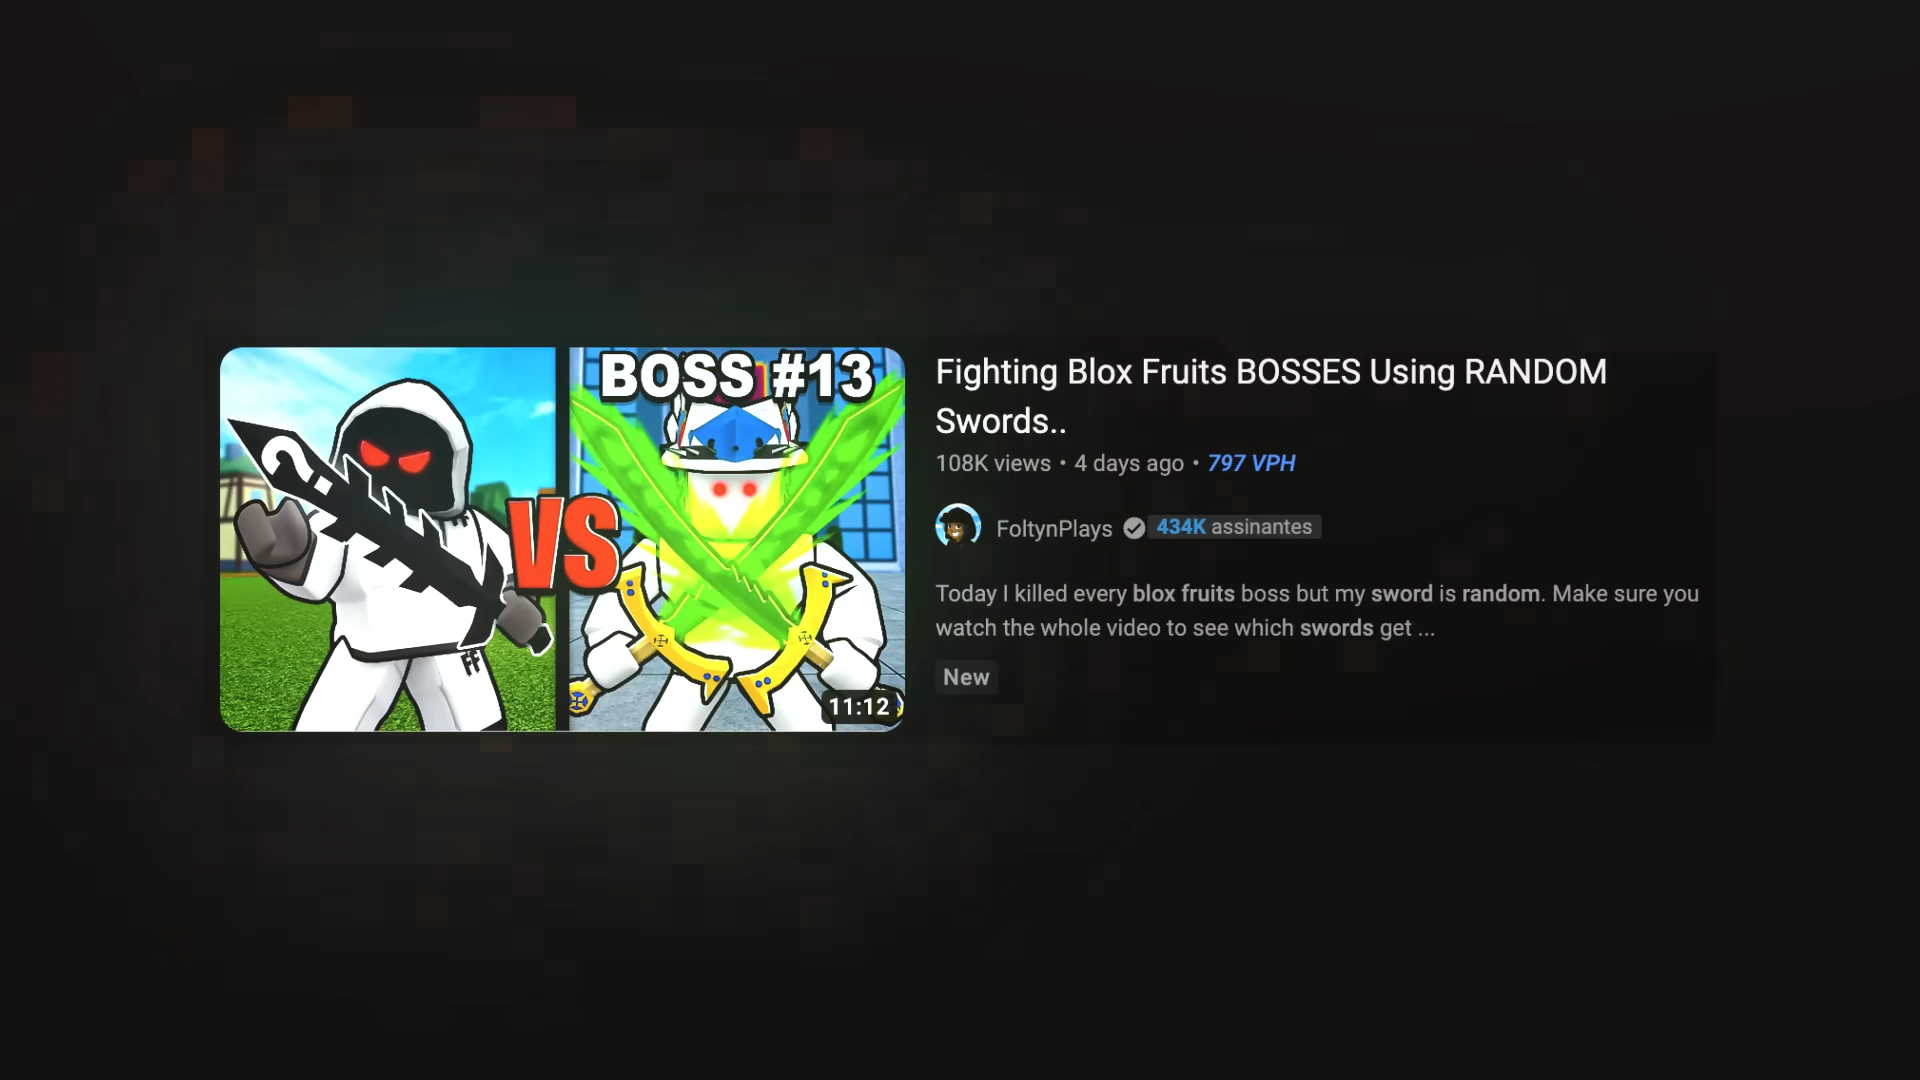 BOSS #13
?
VS
FF
11:12
Fighting Blox Fruits BOSSES Using RANDOM
Swords..
108K views • 4 days ago • 797 VPH
FoltynPlays 434K assinantes
Today I killed every blox fruits boss but my sword is random. Make sure you
watch the whole video to see which swords get ...
New